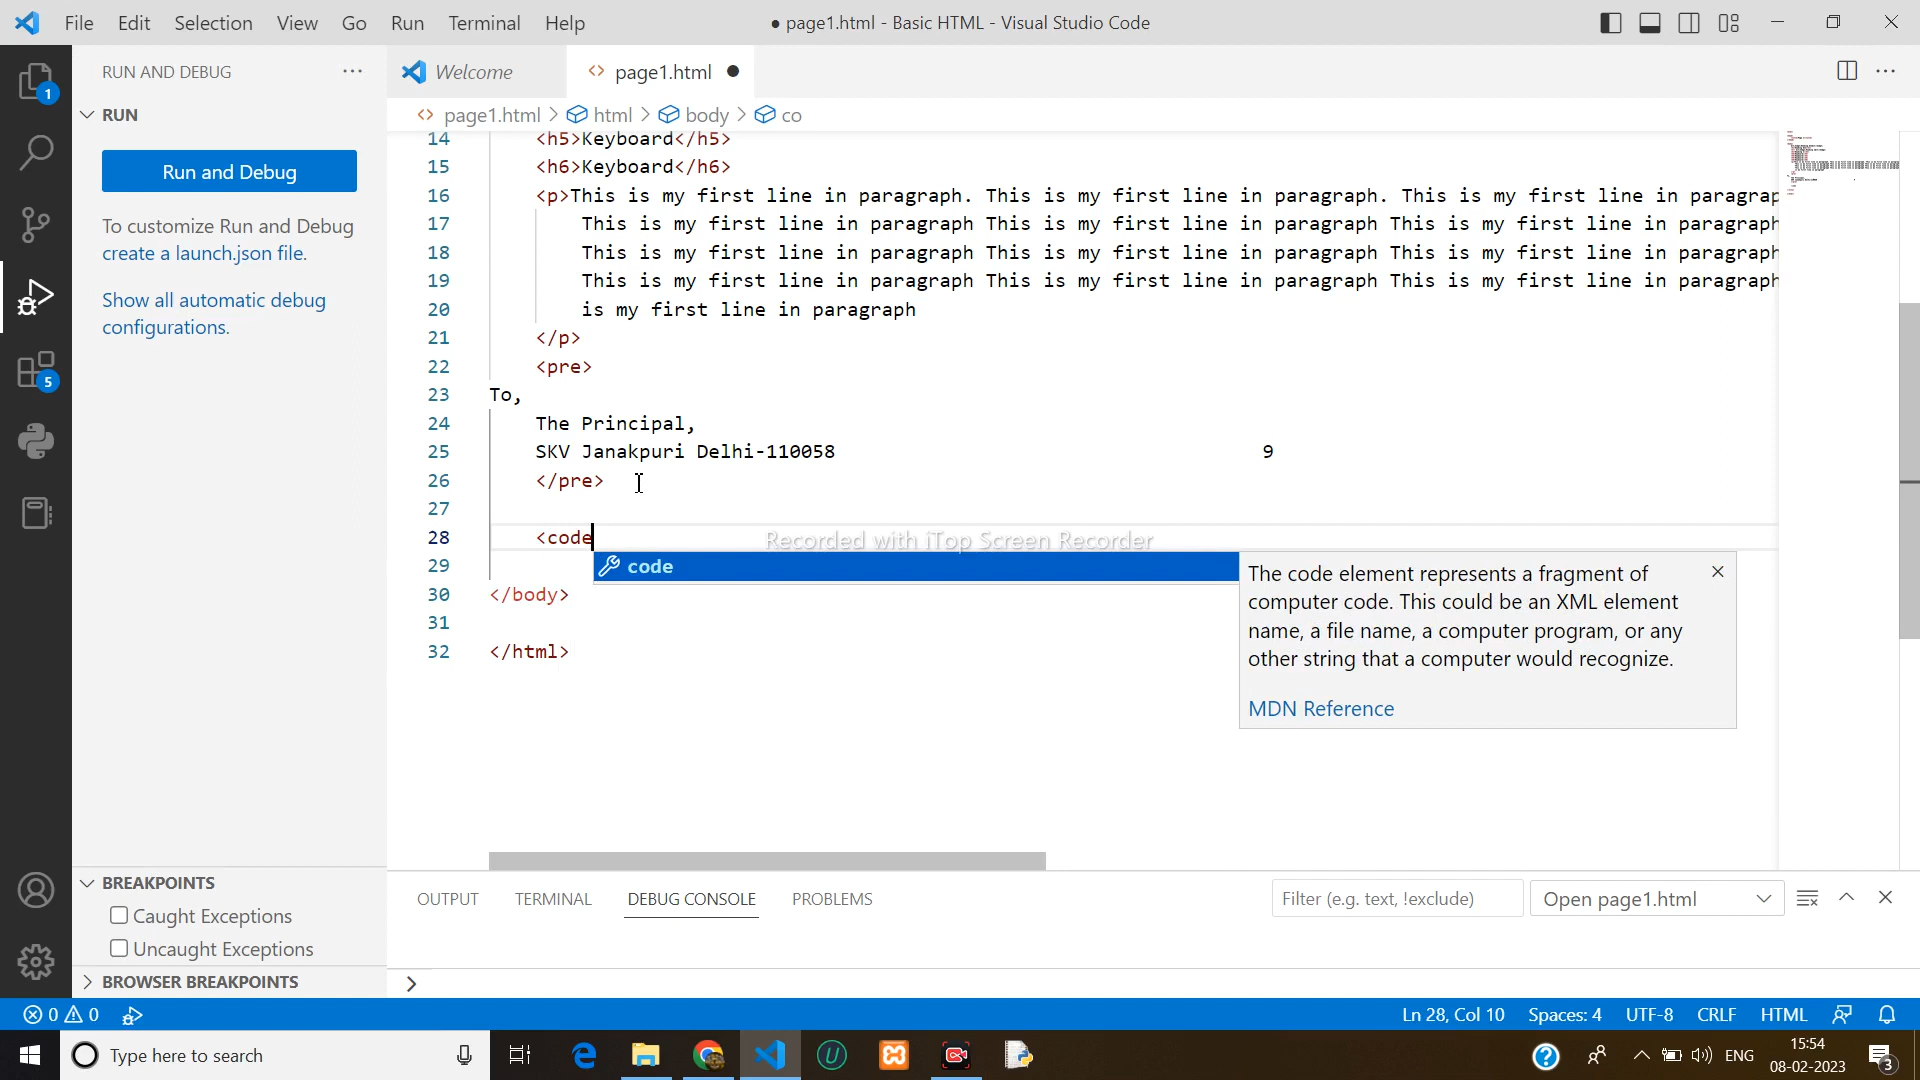 File Edit Selection View Go Run Terminal Help
● page1.html - Basic HTML - Visual Studio Code
RUN AND DEBUG
Welcome
page1.html
RUN
page1.html > html > body > co
1
Run and Debug
To customize Run and Debug
create a launch.json file.
Show all automatic debug
configurations.
5
14 <h5>Keyboard</h5>
15 <h6>Keyboard</h6>
16 <p>This is my first line in paragraph. This is my first line in paragraph. This is my first line in paragrap
17 This is my first line in paragraph This is my first line in paragraph This is my first line in paragraph
18 This is my first line in paragraph This is my first line in paragraph This is my first line in paragraph
19 This is my first line in paragraph This is my first line in paragraph This is my first line in paragraph
20 is my first line in paragraph
21 </p>
22 <pre>
23 To,
24 The Principal,
25 SKV Janakpuri Delhi-110058 9
26 </pre>
27
28 <code
29
30 </body>
31
32 </html>
Recorded with iTop Screen Recorder
code
The code element represents a fragment of
computer code. This could be an XML element
name, a file name, a computer program, or any
other string that a computer would recognize.
MDN Reference
BREAKPOINTS
Caught Exceptions
Uncaught Exceptions
BROWSER BREAKPOINTS
OUTPUT TERMINAL DEBUG CONSOLE PROBLEMS
Filter (e.g. text, !exclude)
Open page1.html
0 0
Ln 28, Col 10 Spaces: 4 UTF-8 CRLF HTML
Type here to search
ENG
15:54
08-02-2023
3